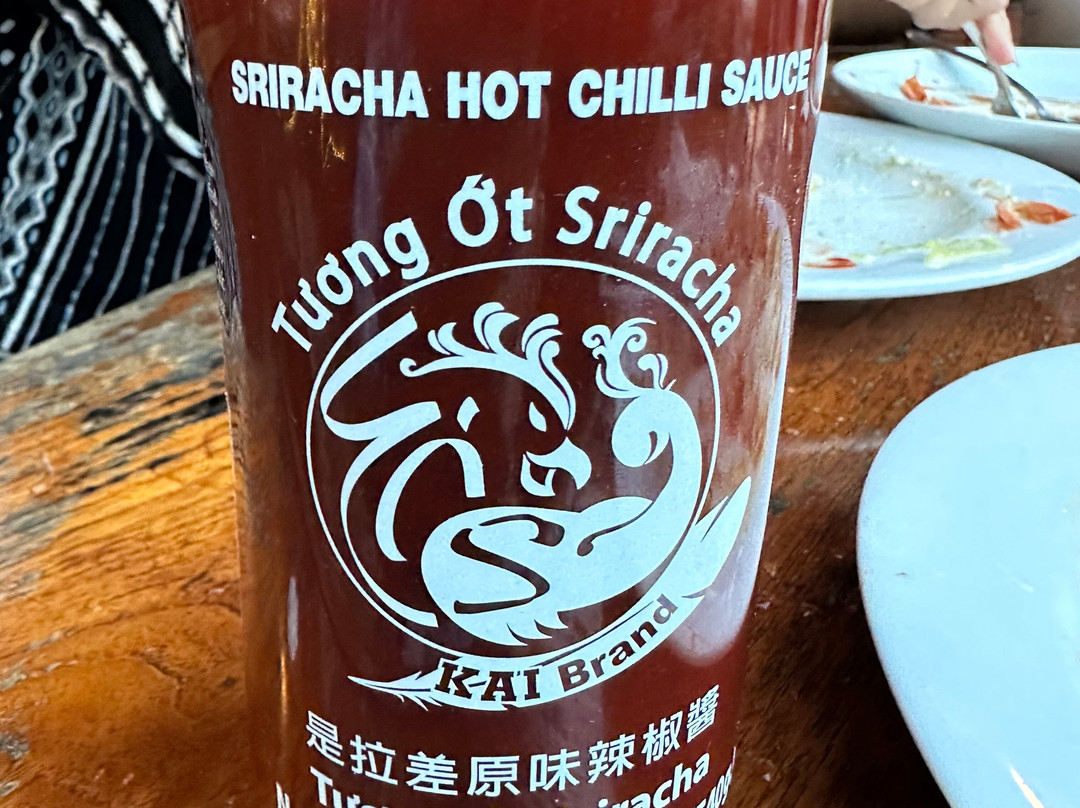 SRIRACHA HOT CHILLI SAUCE
Tương Ớt Sriracha
S
KAI Brand
是拉差原味辣椒醬